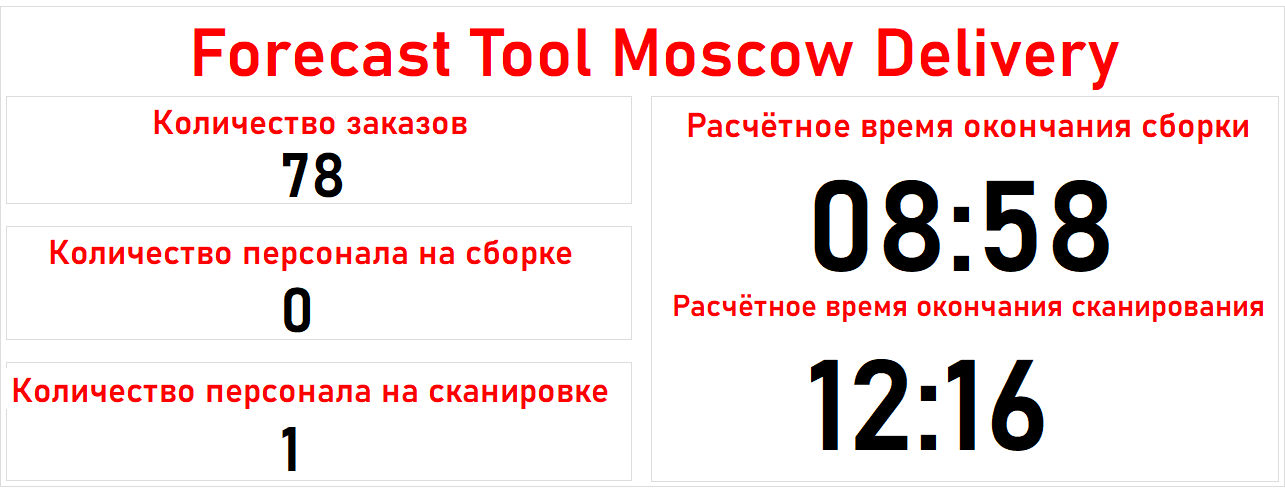 Forecast Tool Moscow Delivery
Количество заказов
78
Количество персонала на сборке
0
Количество персонала на сканировке
1
Расчётное время окончания сборки
08:58
Расчётное время окончания сканирования
12:16